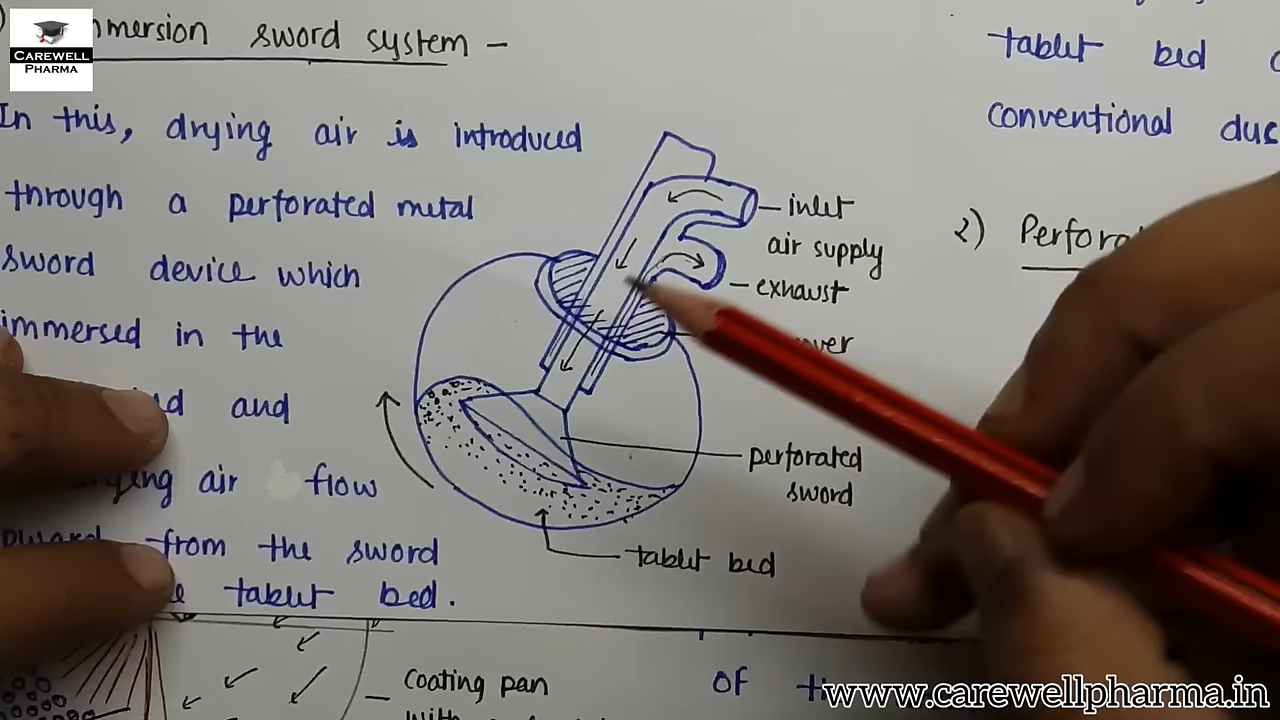 CAREWELL
PHARMA
mmersion sword system –
In this, drying air is introduced
through a perforated metal
sword device which
immersed in the
and
air flow
from the sword
tablet bed.
inlet
air supply
exhaust
perforated
sword
tablet bed
tablet bed
conventional
2) Perfora
coating pan
of
www.carewellpharma.in